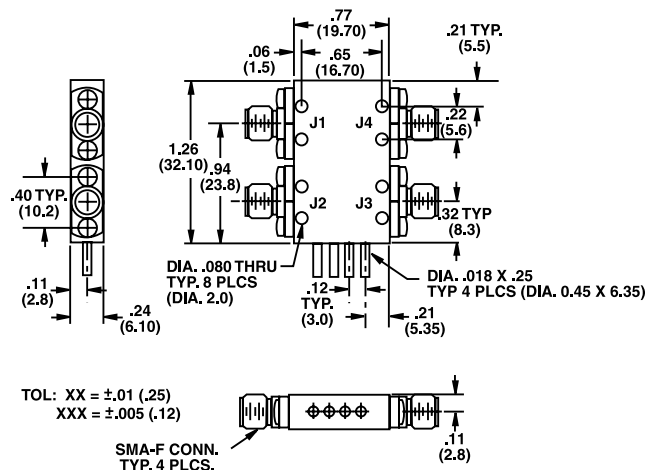 .77
(19.70)
.21 TYP.
(5.5)
.06
(1.5)
.65
(16.70)
J1
J4
.22
(5.6)
1.26
(32.10)
.94
(23.8)
.40 TYP.
(10.2)
J2
J3
.32 TYP
(8.3)
DIA. .080 THRU
TYP. 8 PLCS
(DIA. 2.0)
DIA. .018 X .25
TYP 4 PLCS (DIA. 0.45 X 6.35)
.11
(2.8)
.12
TYP.
(3.0)
.24
(6.10)
.21
(5.35)
TOL: XX = ±.01 (.25)
XXX = ±.005 (.12)
SMA-F CONN.
TYP. 4 PLCS.
.11
(2.8)